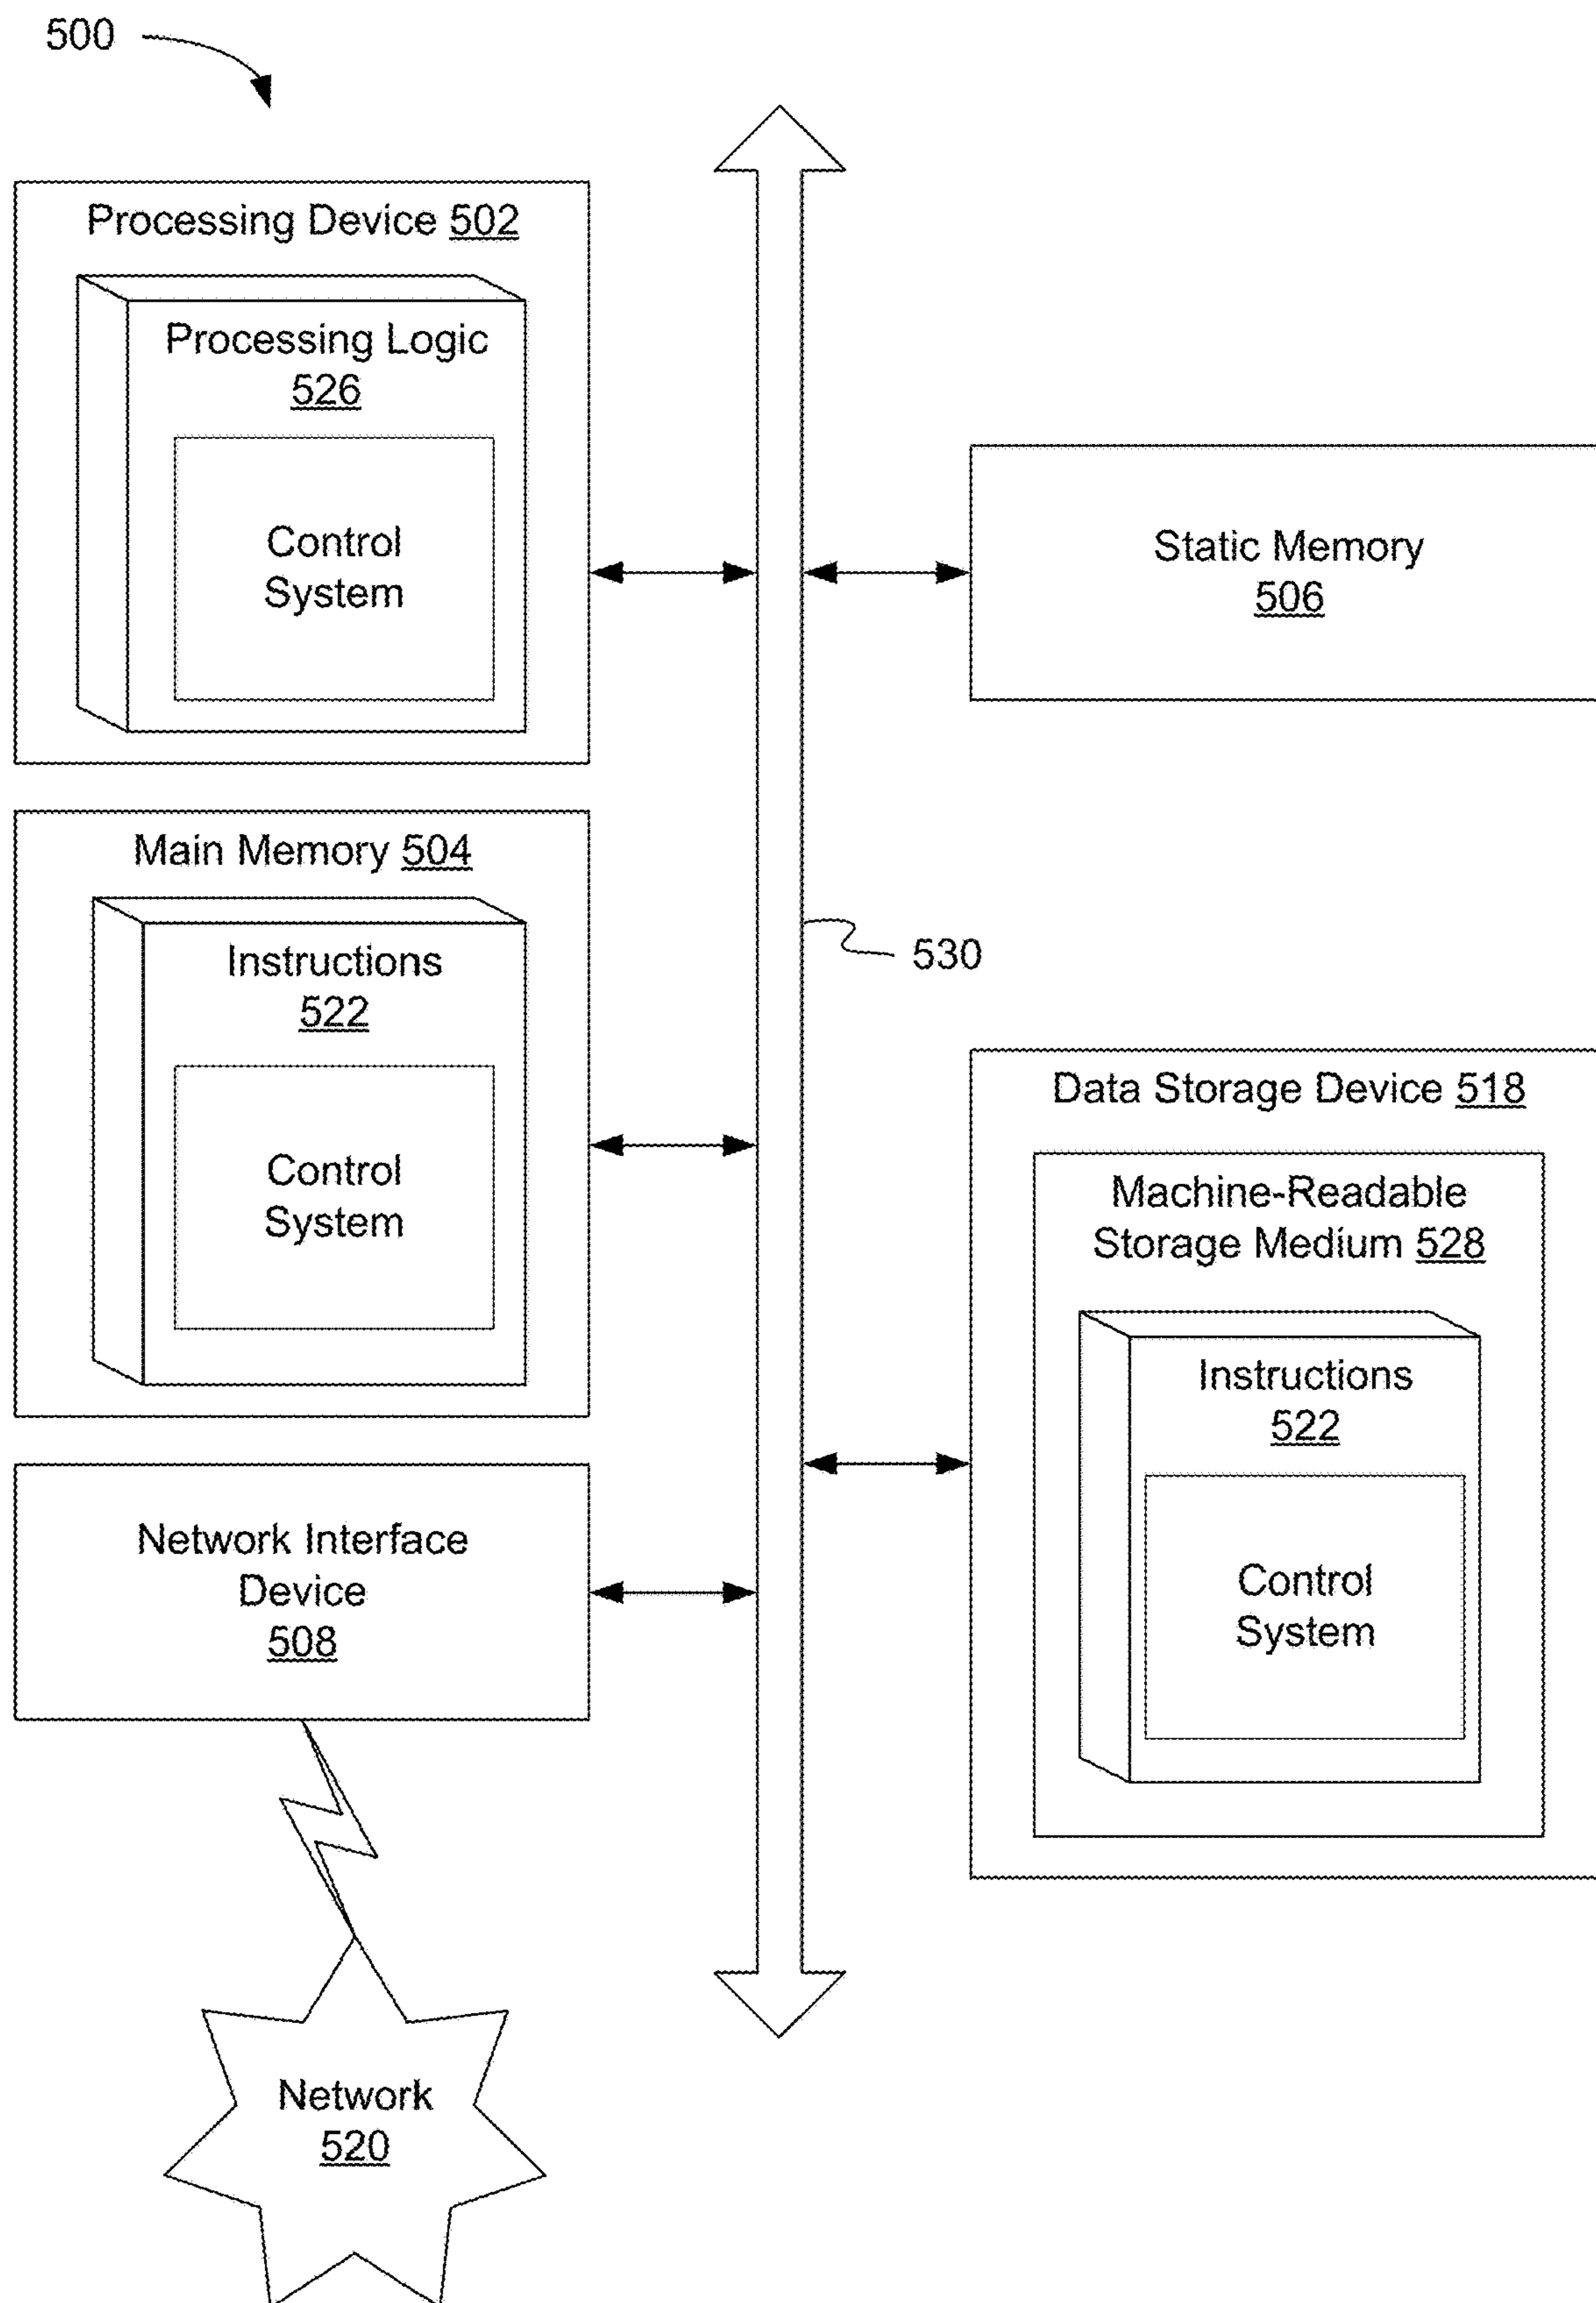 500
Processing Device 502
Processing Logic
526
Control
System
Main Memory 504
Instructions
522
Control
System
Network Interface
Device
508
Network
520
530
Static Memory
506
Data Storage Device 518
Machine-Readable
Storage Medium 528
Instructions
522
Control
System